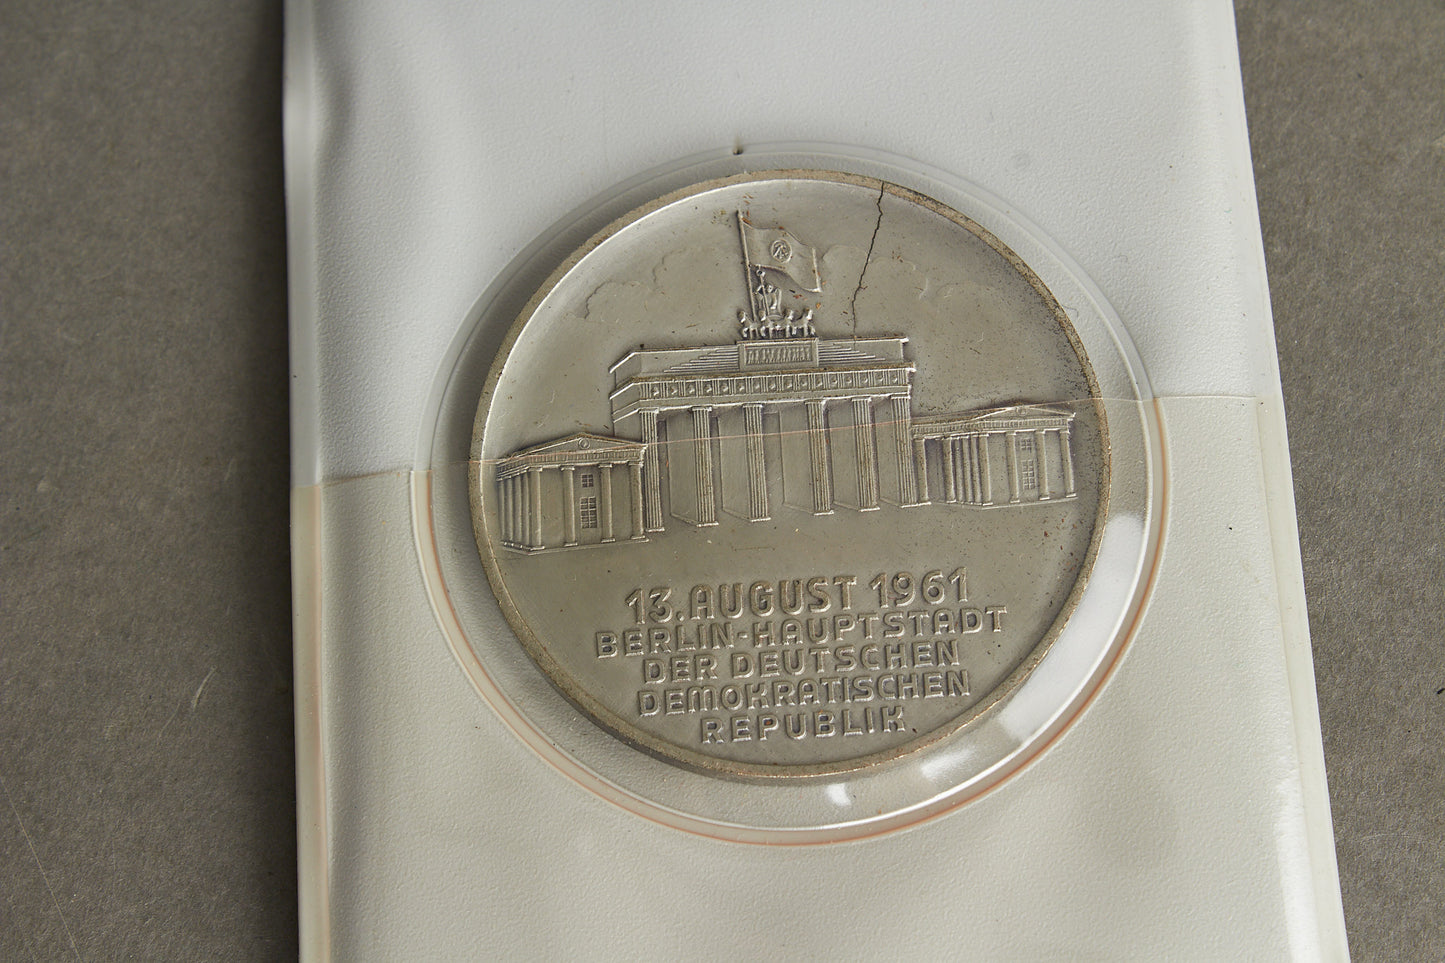 13. AUGUST 1961
BERLIN-HAUPTSTADT
DER DEUTSCHEN
DEMOKRATISCHEN
REPUBLIK